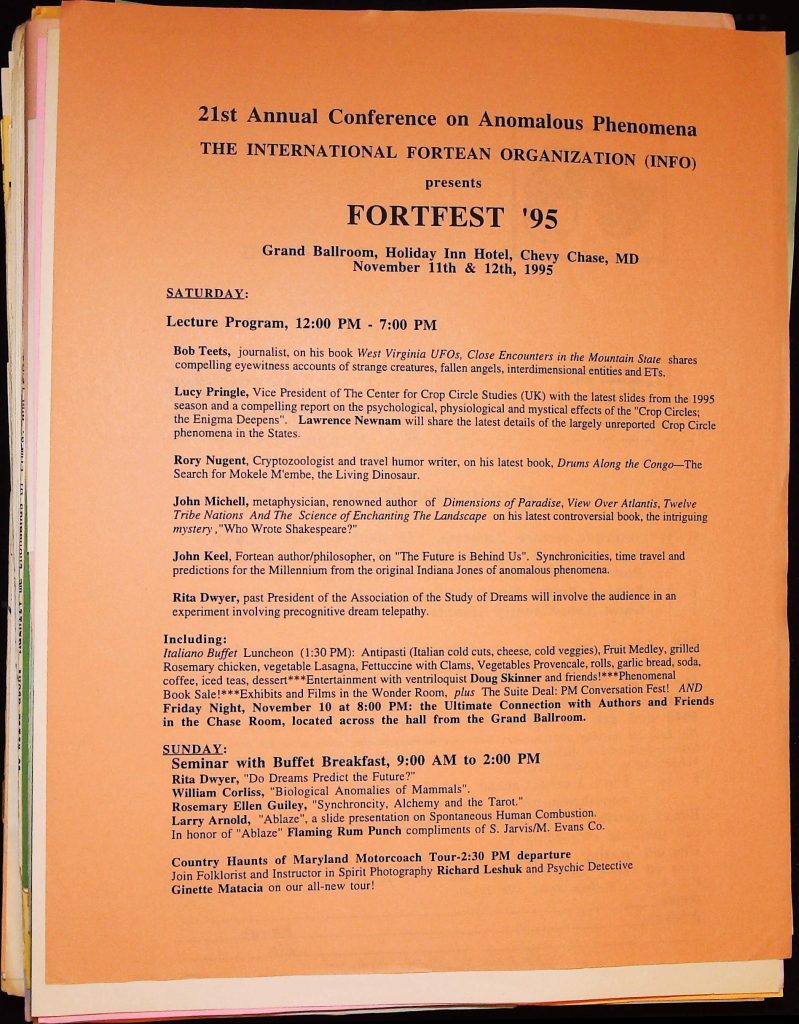 21st Annual Conference on Anomalous Phenomena
THE INTERNATIONAL FORTEAN ORGANIZATION (INFO)
presents
FORTFEST '95
Grand Ballroom, Holiday Inn Hotel, Chevy Chase, MD
November 11th & 12th, 1995
SATURDAY:
Lecture Program, 12:00 PM - 7:00 PM
Bob Teets, journalist, on his book West Virginia UFOs, Close Encounters in the Mountain State shares
compelling eyewitness accounts of strange creatures, fallen angels, interdimensional entities and ETs.
Lucy Pringle, Vice President of The Center for Crop Circle Studies (UK) with the latest slides from the 1995
season and a compelling report on the psychological, physiological and mystical effects of the "Crop Circles;
the Enigma Deepens". Lawrence Newnam will share the latest details of the largely unreported Crop Circle
phenomena in the States.
Rory Nugent, Cryptozoologist and travel humor writer, on his latest book, Drums Along the Congo—The
Search for Mokele M'embe, the Living Dinosaur.
John Michell, metaphysician, renowned author of Dimensions of Paradise, View Over Atlantis, Twelve
Tribe Nations And The Science of Enchanting The Landscape on his latest controversial book, the intriguing
mystery ,"Who Wrote Shakespeare?"
John Keel, Fortean author/philosopher, on "The Future is Behind Us". Synchronicities, time travel and
predictions for the Millennium from the original Indiana Jones of anomalous phenomena.
Rita Dwyer, past President of the Association of the Study of Dreams will involve the audience in an
experiment involving precognitive dream telepathy.
Including:
Italiano Buffet Luncheon (1:30 PM): Antipasti (Italian cold cuts, cheese, cold veggies), Fruit Medley, grilled
Rosemary chicken, vegetable Lasagna, Fettuccine with Clams, Vegetables Provencale, rolls, garlic bread, soda,
coffee, iced teas, dessert***Entertainment with ventriloquist Doug Skinner and friends!***Phenomenal
Book Sale!***Exhibits and Films in the Wonder Room, plus The Suite Deal: PM Conversation Fest! AND
Friday Night, November 10 at 8:00 PM: the Ultimate Connection with Authors and Friends
in the Chase Room, located across the hall from the Grand Ballroom.
SUNDAY:
Seminar with Buffet Breakfast, 9:00 AM to 2:00 PM
Rita Dwyer, "Do Dreams Predict the Future?"
William Corliss, "Biological Anomalies of Mammals".
Rosemary Ellen Guiley, "Synchroncity, Alchemy and the Tarot."
Larry Arnold, "Ablaze", a slide presentation on Spontaneous Human Combustion.
In honor of "Ablaze" Flaming Rum Punch compliments of S. Jarvis/M. Evans Co.
Country Haunts of Maryland Motorcoach Tour-2:30 PM departure
Join Folklorist and Instructor in Spirit Photography Richard Leshuk and Psychic Detective
Ginette Matacia on our all-new tour!